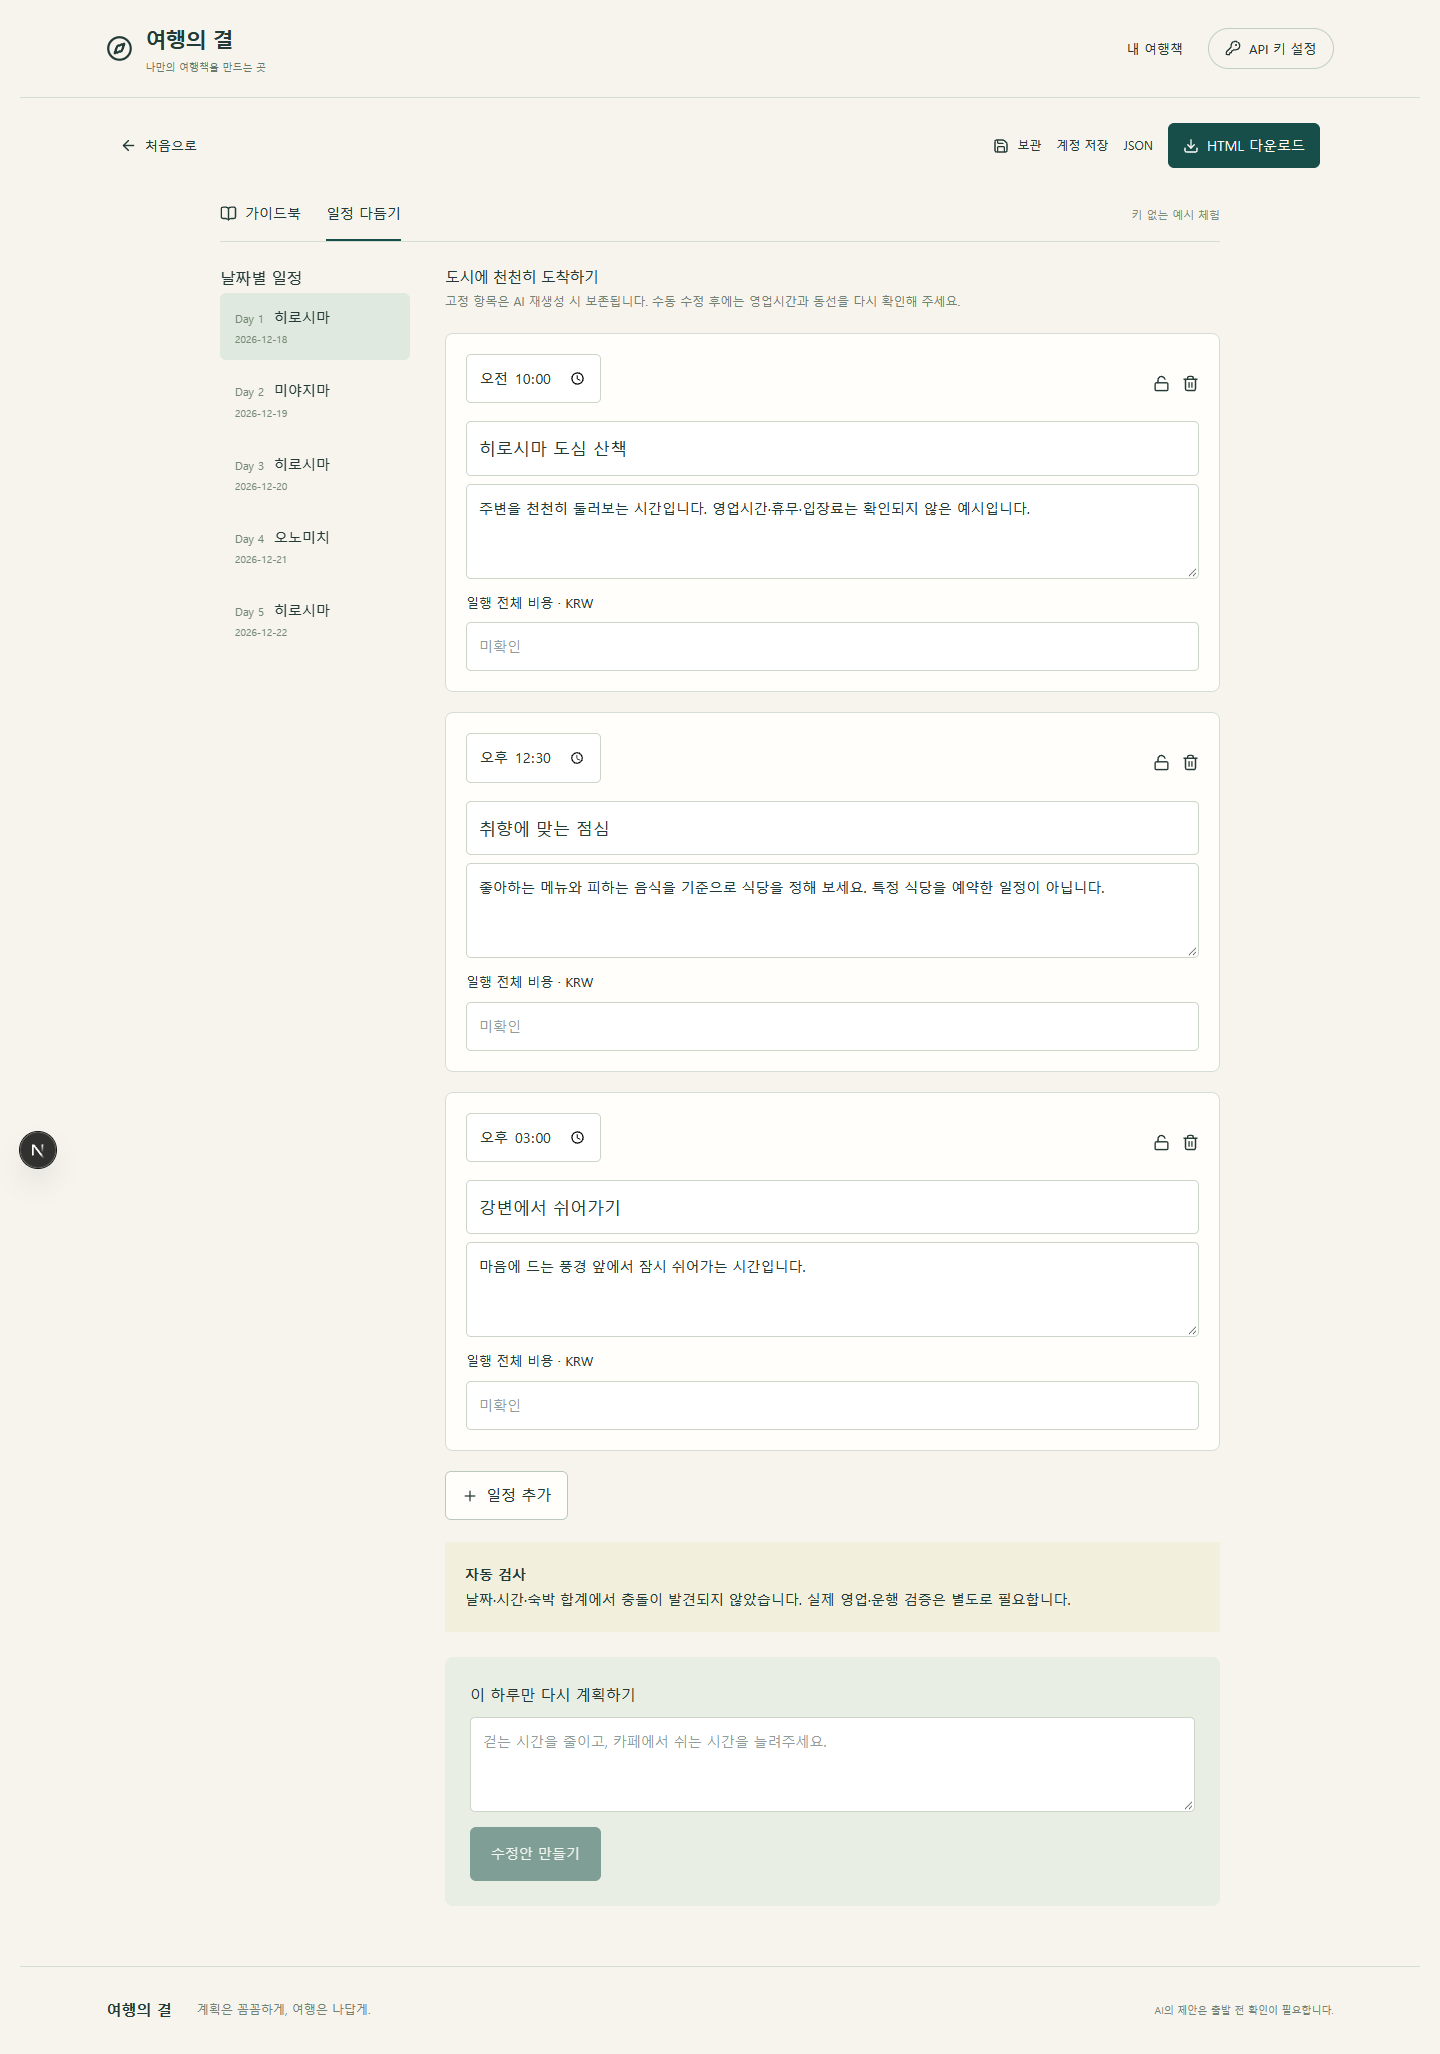 여행의 결
나만의 여행책을 만드는 곳
내 여행책
API 키 설정
처음으로
보관
계정 저장
JSON
HTML 다운로드
가이드북
일정 다듬기
키 없는 예시 체험
날짜별 일정
Day 1 히로시마
2026-12-18
Day 2 미야지마
2026-12-19
Day 3 히로시마
2026-12-20
Day 4 오노미치
2026-12-21
Day 5 히로시마
2026-12-22
도시에 천천히 도착하기
고정 항목은 AI 재생성 시 보존됩니다. 수동 수정 후에는 영업시간과 동선을 다시 확인해 주세요.
오전 10:00
히로시마 도심 산책
주변을 천천히 둘러보는 시간입니다. 영업시간·휴무·입장료는 확인되지 않은 예시입니다.
일행 전체 비용 · KRW
미확인
오후 12:30
취향에 맞는 점심
좋아하는 메뉴와 피하는 음식을 기준으로 식당을 정해 보세요. 특정 식당을 예약한 일정이 아닙니다.
일행 전체 비용 · KRW
미확인
오후 03:00
강변에서 쉬어가기
마음에 드는 풍경 앞에서 잠시 쉬어가는 시간입니다.
일행 전체 비용 · KRW
미확인
N
일정 추가
자동 검사
날짜·시간·숙박 합계에서 충돌이 발견되지 않았습니다. 실제 영업·운행 검증은 별도로 필요합니다.
이 하루만 다시 계획하기
걷는 시간을 줄이고, 카페에서 쉬는 시간을 늘려주세요.
수정안 만들기
여행의 결
계획은 꼼꼼하게, 여행은 나답게.
AI의 제안은 출발 전 확인이 필요합니다.